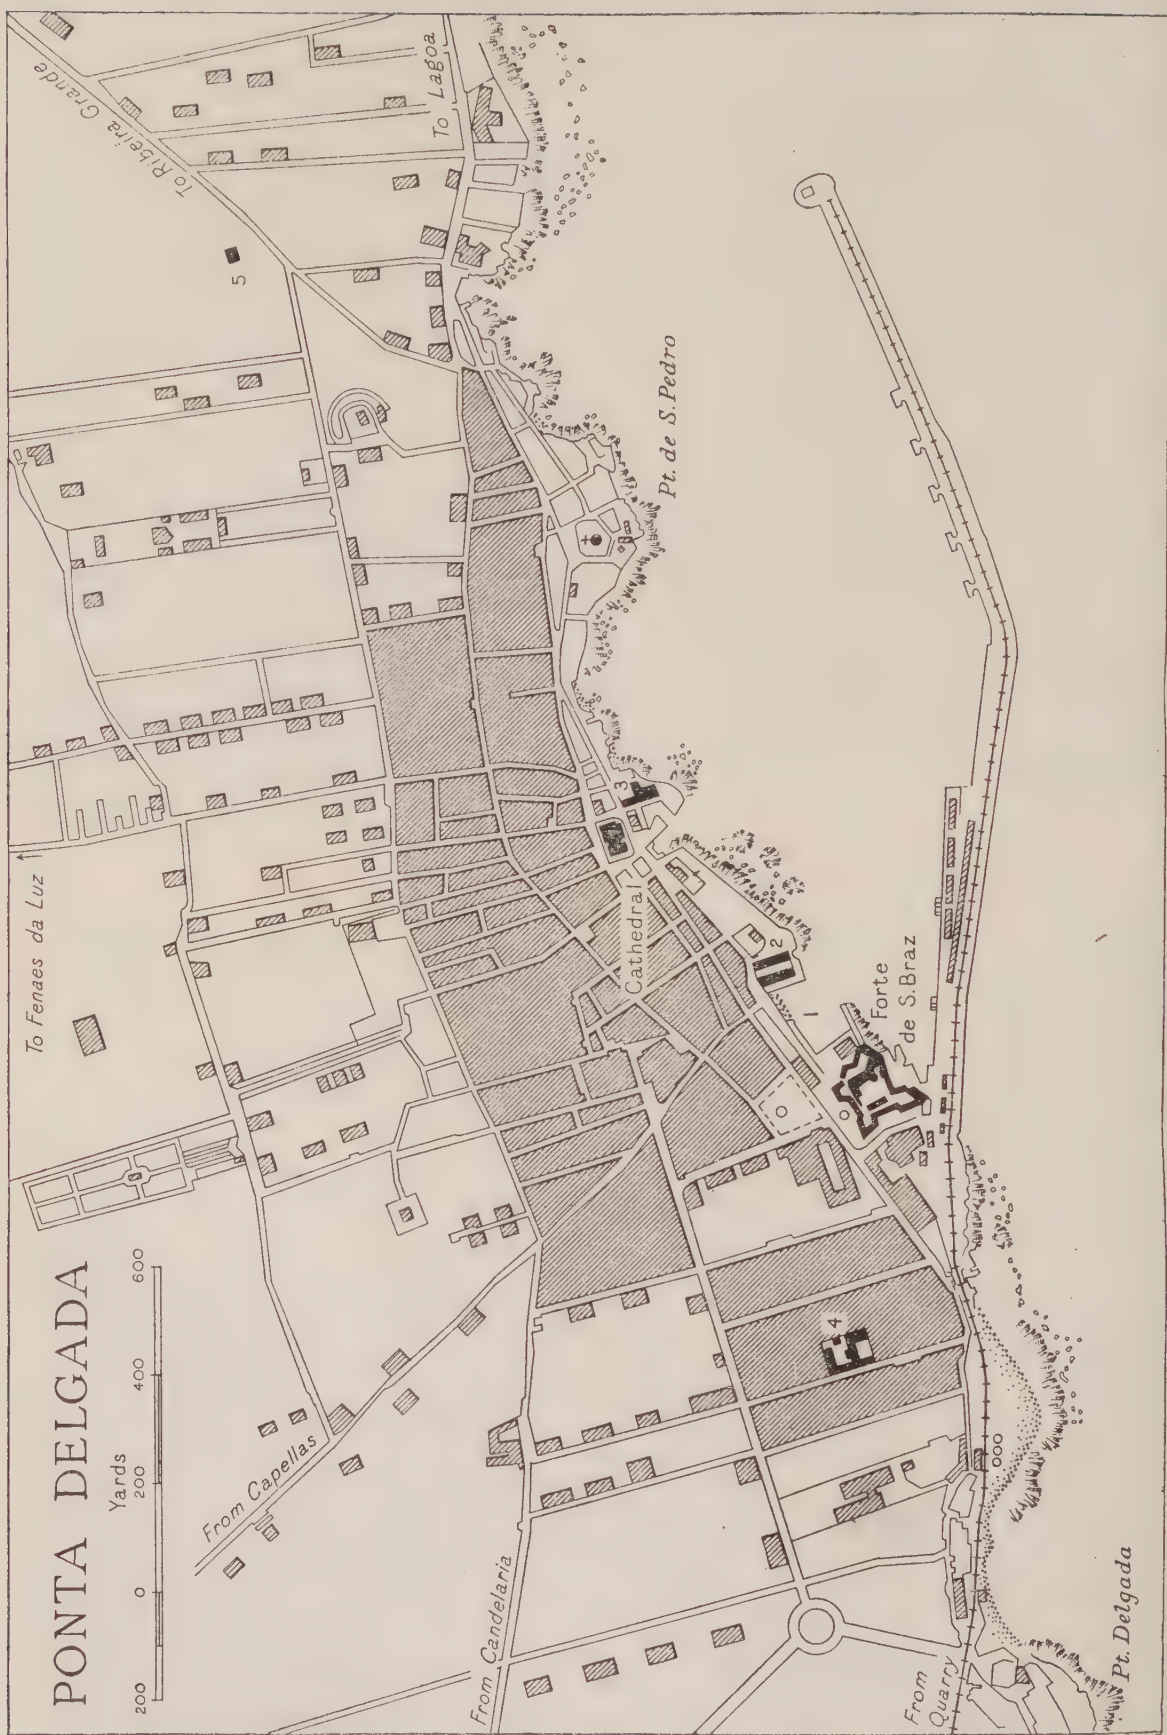 PONTA DELGADA
Yards
200 0 200 400 600
To Fenaes da Luz
To Ribeira Grande
To Lagoa
5
From Capellas
From Candelaria
From
Quarry
Cathedral
3
2
1
4
Forte
de S. Braz
Pt. de S. Pedro
Pt. Delgada